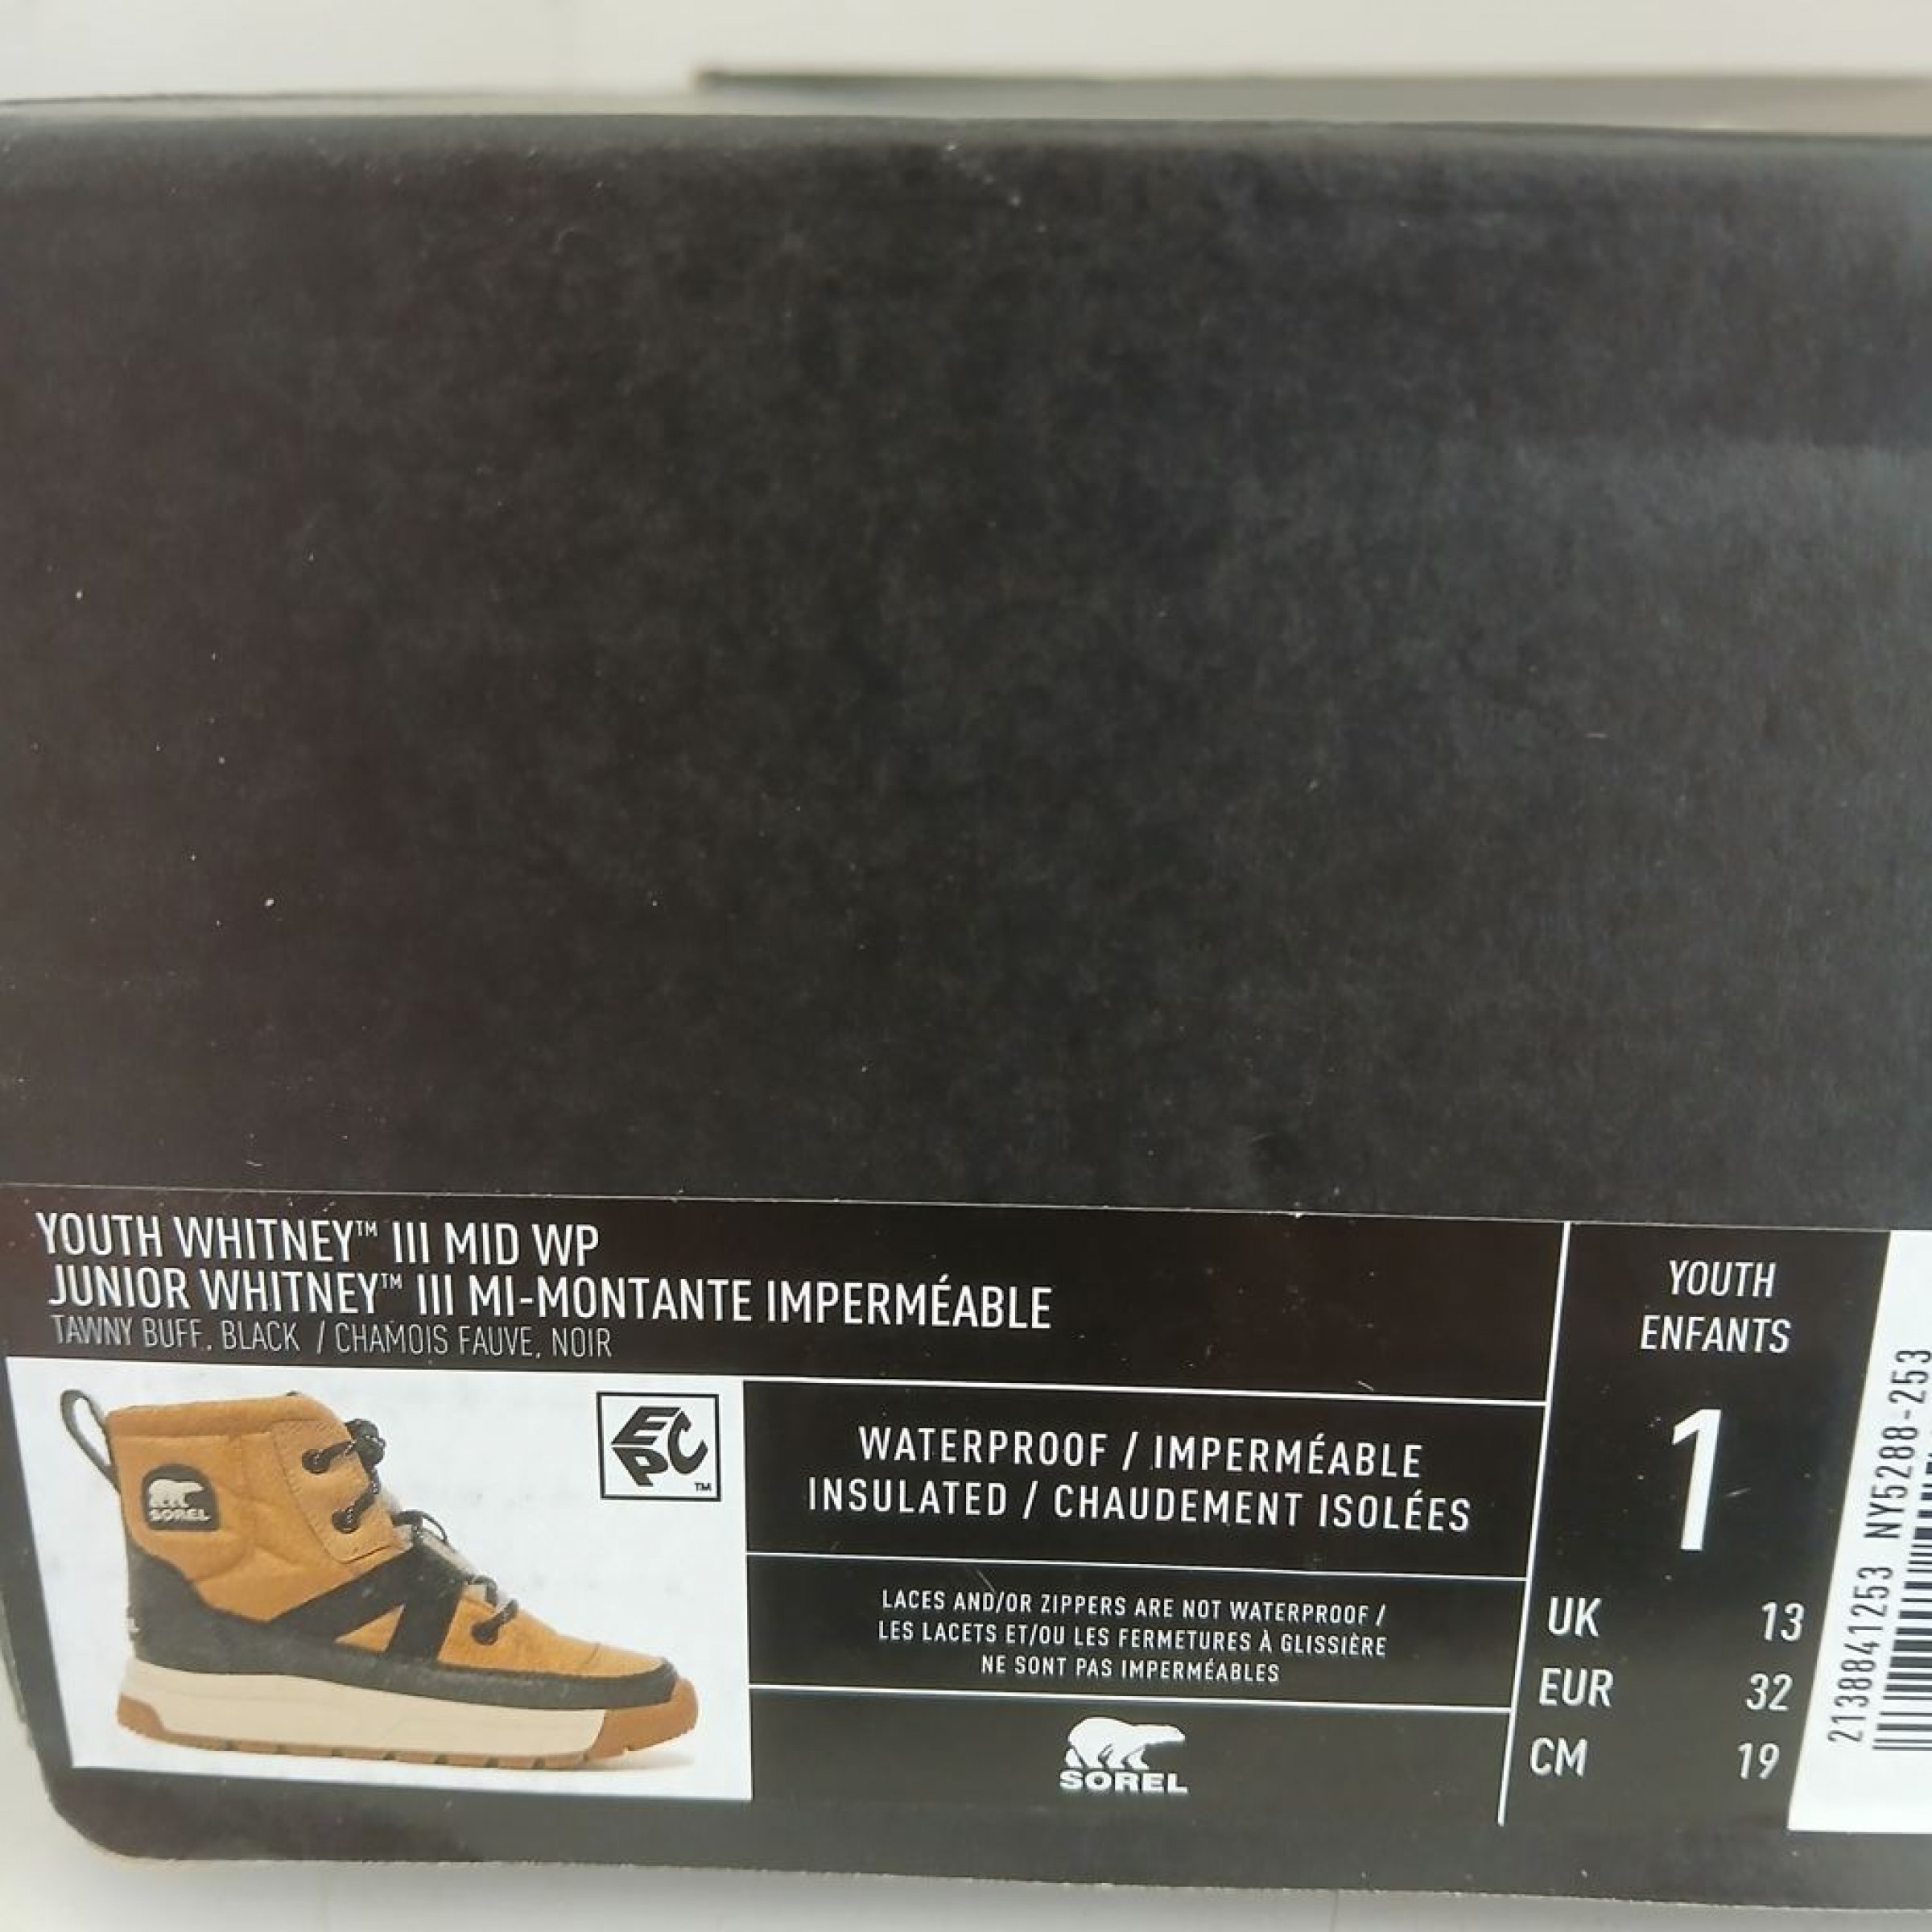 YOUTH WHITNEY™ III MID WP
JUNIOR WHITNEY™ III MI-MONTANTE IMPERMÉABLE
TAWNY BUFF, BLACK / CHAMOIS FAUVE, NOIR
SOREL
EPC™
WATERPROOF / IMPERMÉABLE
INSULATED / CHAUDEMENT ISOLÉES
LACES AND/OR ZIPPERS ARE NOT WATERPROOF /
LES LACETS ET/OU LES FERMETURES À GLISSIÈRE
NE SONT PAS IMPERMÉABLES
SOREL
YOUTH
ENFANTS
1
UK 13
EUR 32
CM 19
2138841253 NY5288-253